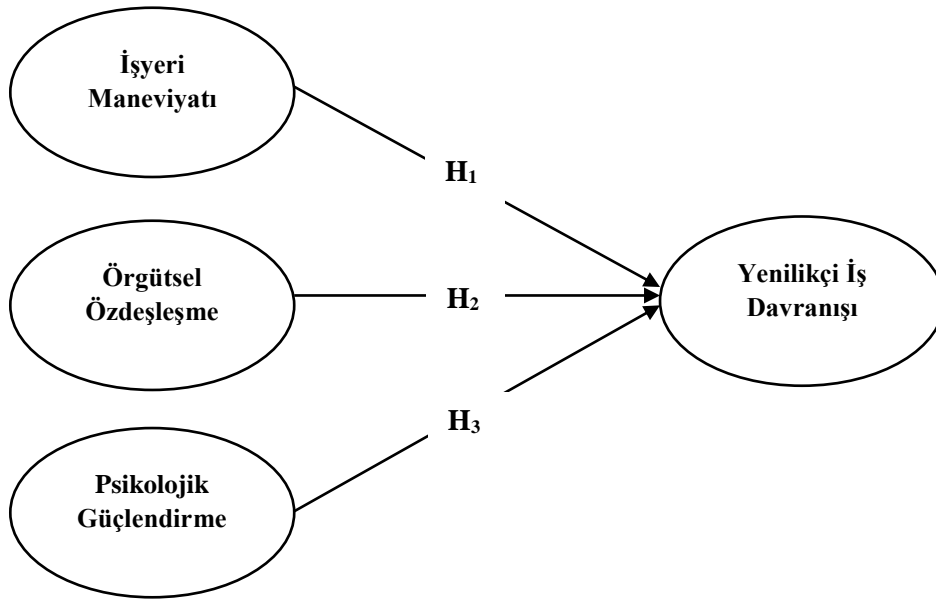 İşyeri
Maneviyatı
H₁
Örgütsel
Özdeşleşme
H₂
Yenilikçi İş
Davranışı
H₃
Psikolojik
Güçlendirme